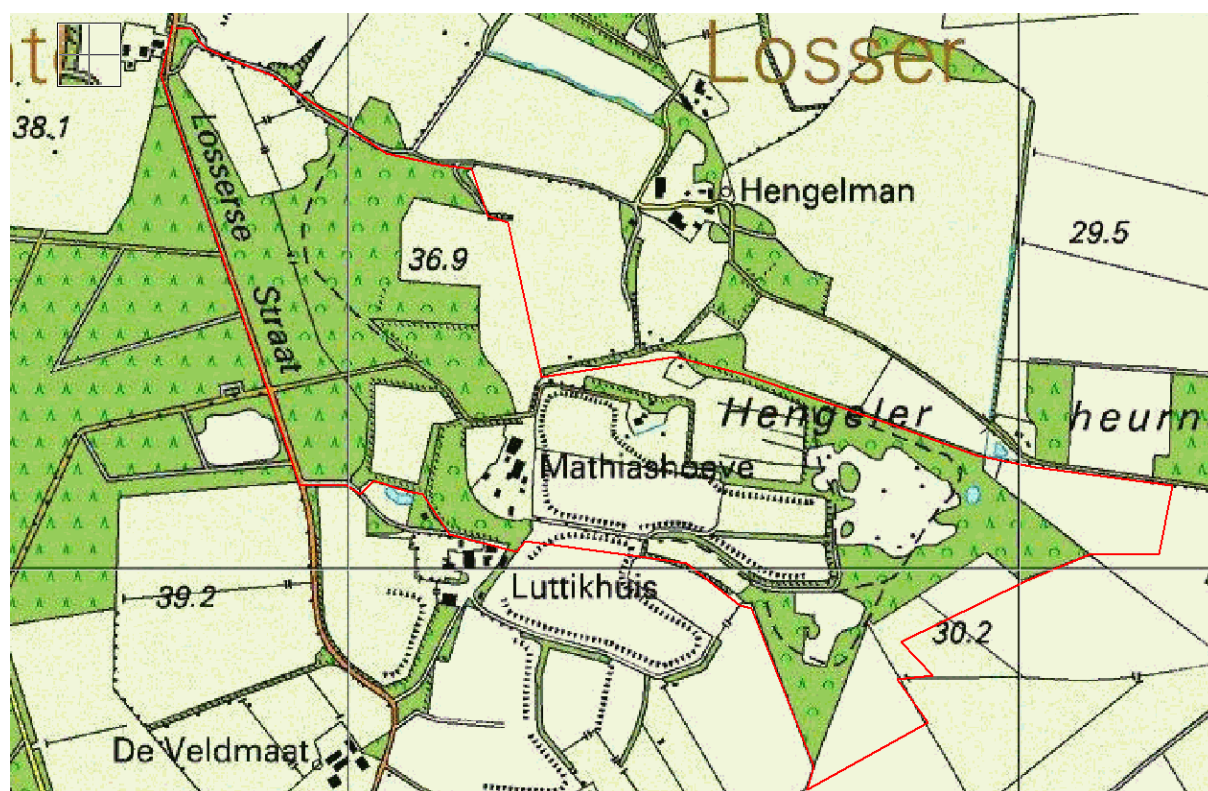 Losser
38.1
Losserse
Straat
Hengelman
29.5
36.9
Hengeler
heurn
Mathiashoeve
39.2
Luttikhuis
30.2
De Veldmaat